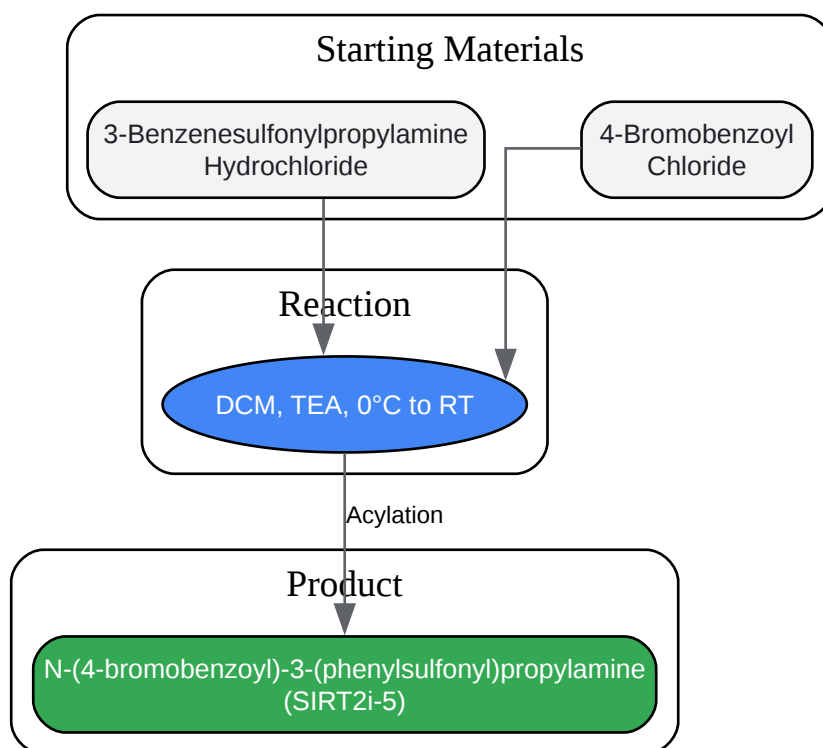 Starting Materials
3-Benzenesulfonylpropylamine
Hydrochloride
4-Bromobenzoyl
Chloride
Reaction
DCM, TEA, 0°C to RT
Acylation
Product
N-(4-bromobenzoyl)-3-(phenylsulfonyl)propylamine
(SIRT2i-5)